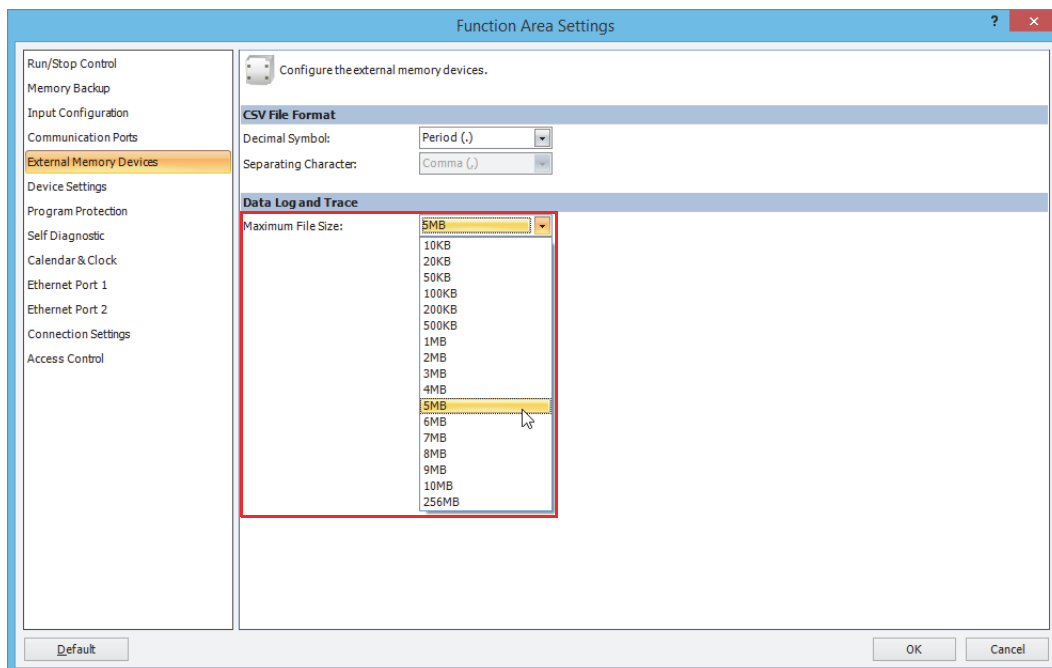 Function Area Settings
?
Run/Stop Control
Memory Backup
Input Configuration
Communication Ports
External Memory Devices
Device Settings
Program Protection
Self Diagnostic
Calendar & Clock
Ethernet Port 1
Ethernet Port 2
Connection Settings
Access Control
Configure the external memory devices.
CSV File Format
Decimal Symbol: Period (.)
Separating Character: Comma (,)
Data Log and Trace
Maximum File Size: 5MB
10KB
20KB
50KB
100KB
200KB
500KB
1MB
2MB
3MB
4MB
5MB
6MB
7MB
8MB
9MB
10MB
256MB
Default OK Cancel